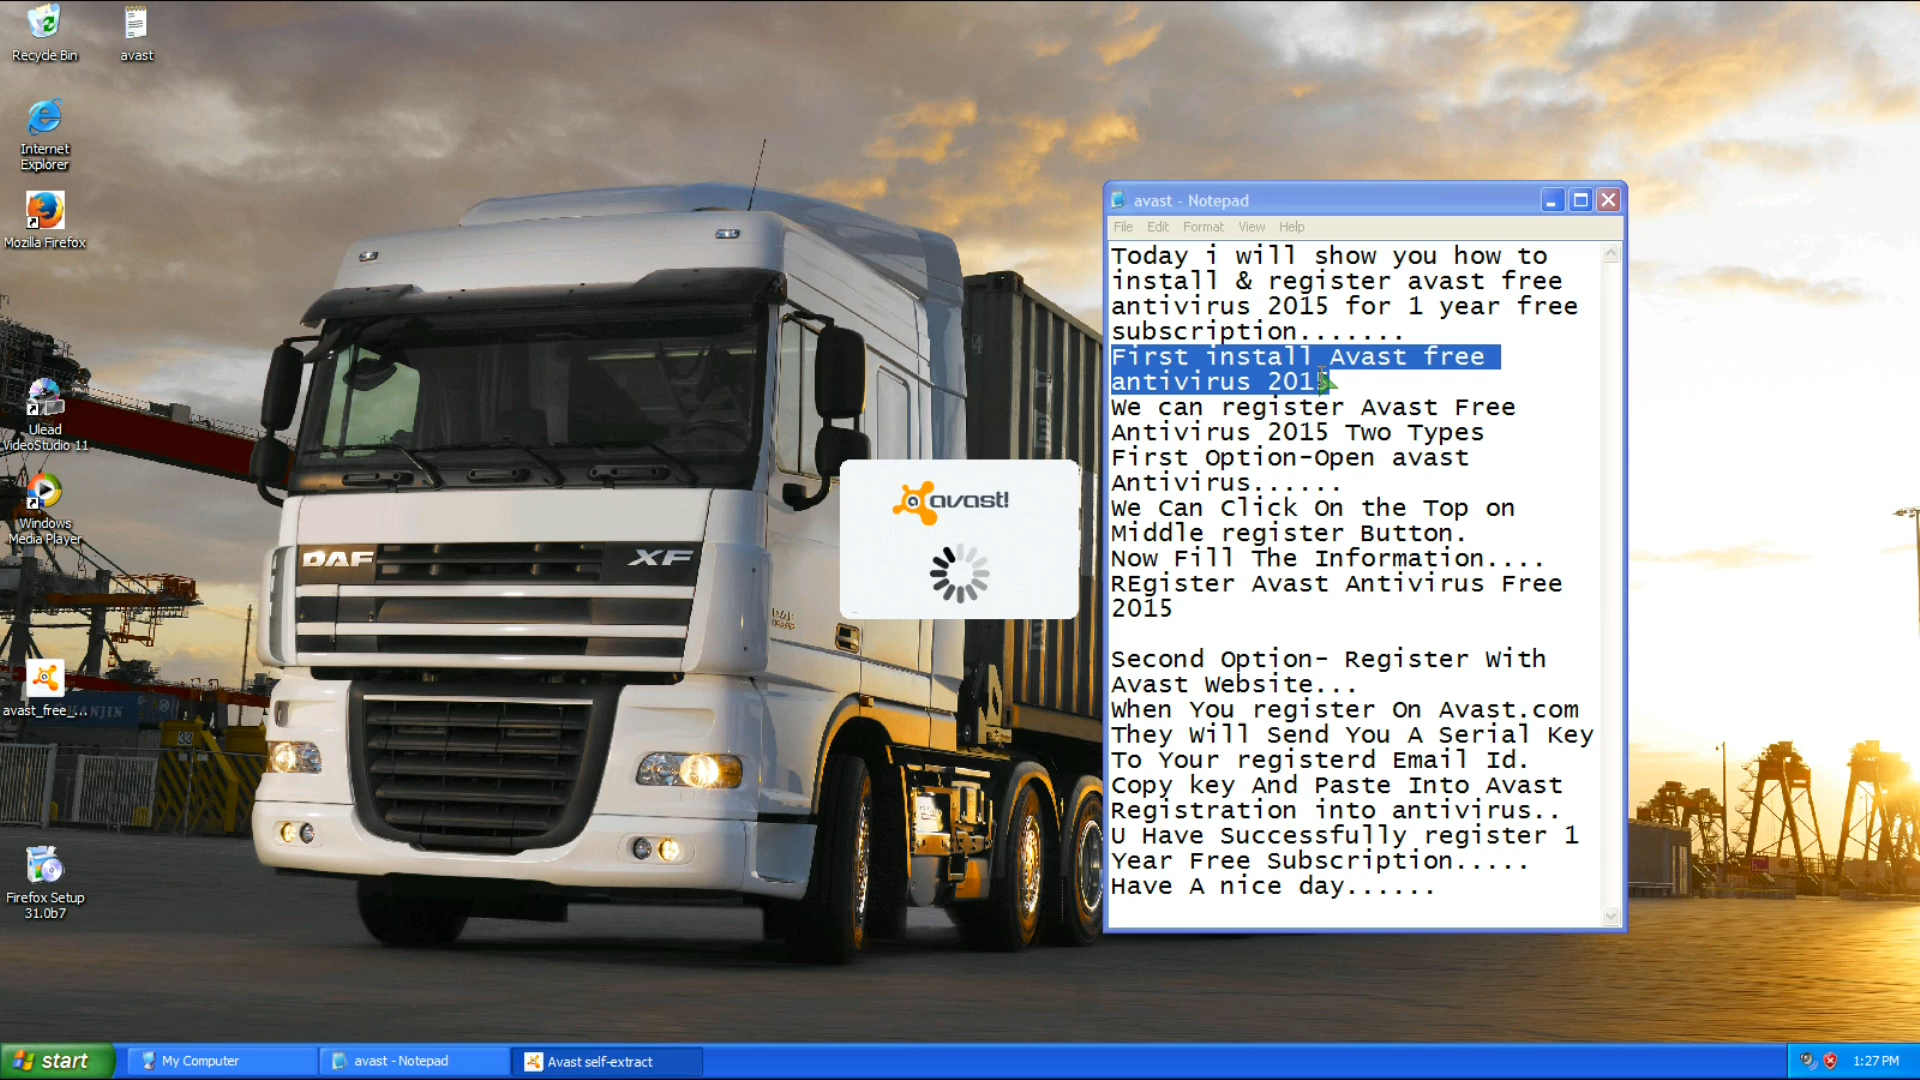 Recycle Bin
avast
Internet
Explorer
Mozilla Firefox
Ulead
VideoStudio 11
Windows
Media Player
avast_free_...
Firefox Setup
31.0b7
DAF
XF
avast!
avast - Notepad
File Edit Format View Help
Today i will show you how to
install & register avast free
antivirus 2015 for 1 year free
subscription.......
First install Avast free
antivirus 2015
We can register Avast Free
Antivirus 2015 Two Types
First Option-Open avast
Antivirus......
We Can Click On the Top on
Middle register Button.
Now Fill The Information....
REgister Avast Antivirus Free
2015
Second Option- Register With
Avast Website...
When You register On Avast.com
They Will Send You A Serial Key
To Your registerd Email Id.
Copy key And Paste Into Avast
Registration into antivirus..
U Have Successfully register 1
Year Free Subscription.....
Have A nice day......
start
My Computer
avast - Notepad
Avast self-extract
1:27 PM